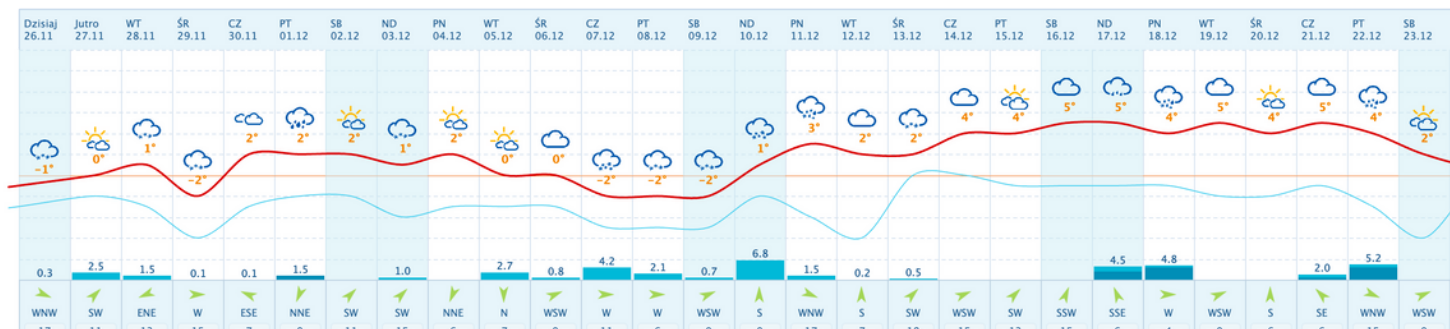 Dzisiaj Jutro WT ŚR CZ PT SB ND PN WT ŚR CZ PT SB ND PN WT ŚR CZ PT SB ND PN WT ŚR CZ PT SB
26.11 27.11 28.11 29.11 30.11 01.12 02.12 03.12 04.12 05.12 06.12 07.12 08.12 09.12 10.12 11.12 12.12 13.12 14.12 15.12 16.12 17.12 18.12 19.12 20.12 21.12 22.12 23.12
-1° 0° 1° -2° 2° 2° 2° 1° 2° 0° 0° -2° -2° -2° 1° 3° 2° 2° 4° 4° 5° 5° 4° 5° 4° 5° 4° 2°
0.3 2.5 1.5 0.1 0.1 1.5 1.0 2.7 0.8 4.2 2.1 0.7 6.8 1.5 0.2 0.5 4.5 4.8 2.0 5.2
WNW SW ENE W ESE NNE SW SW NNE N WSW W W WSW S WNW S SW WSW SW SSW SSE W WSW S SE WNW WSW